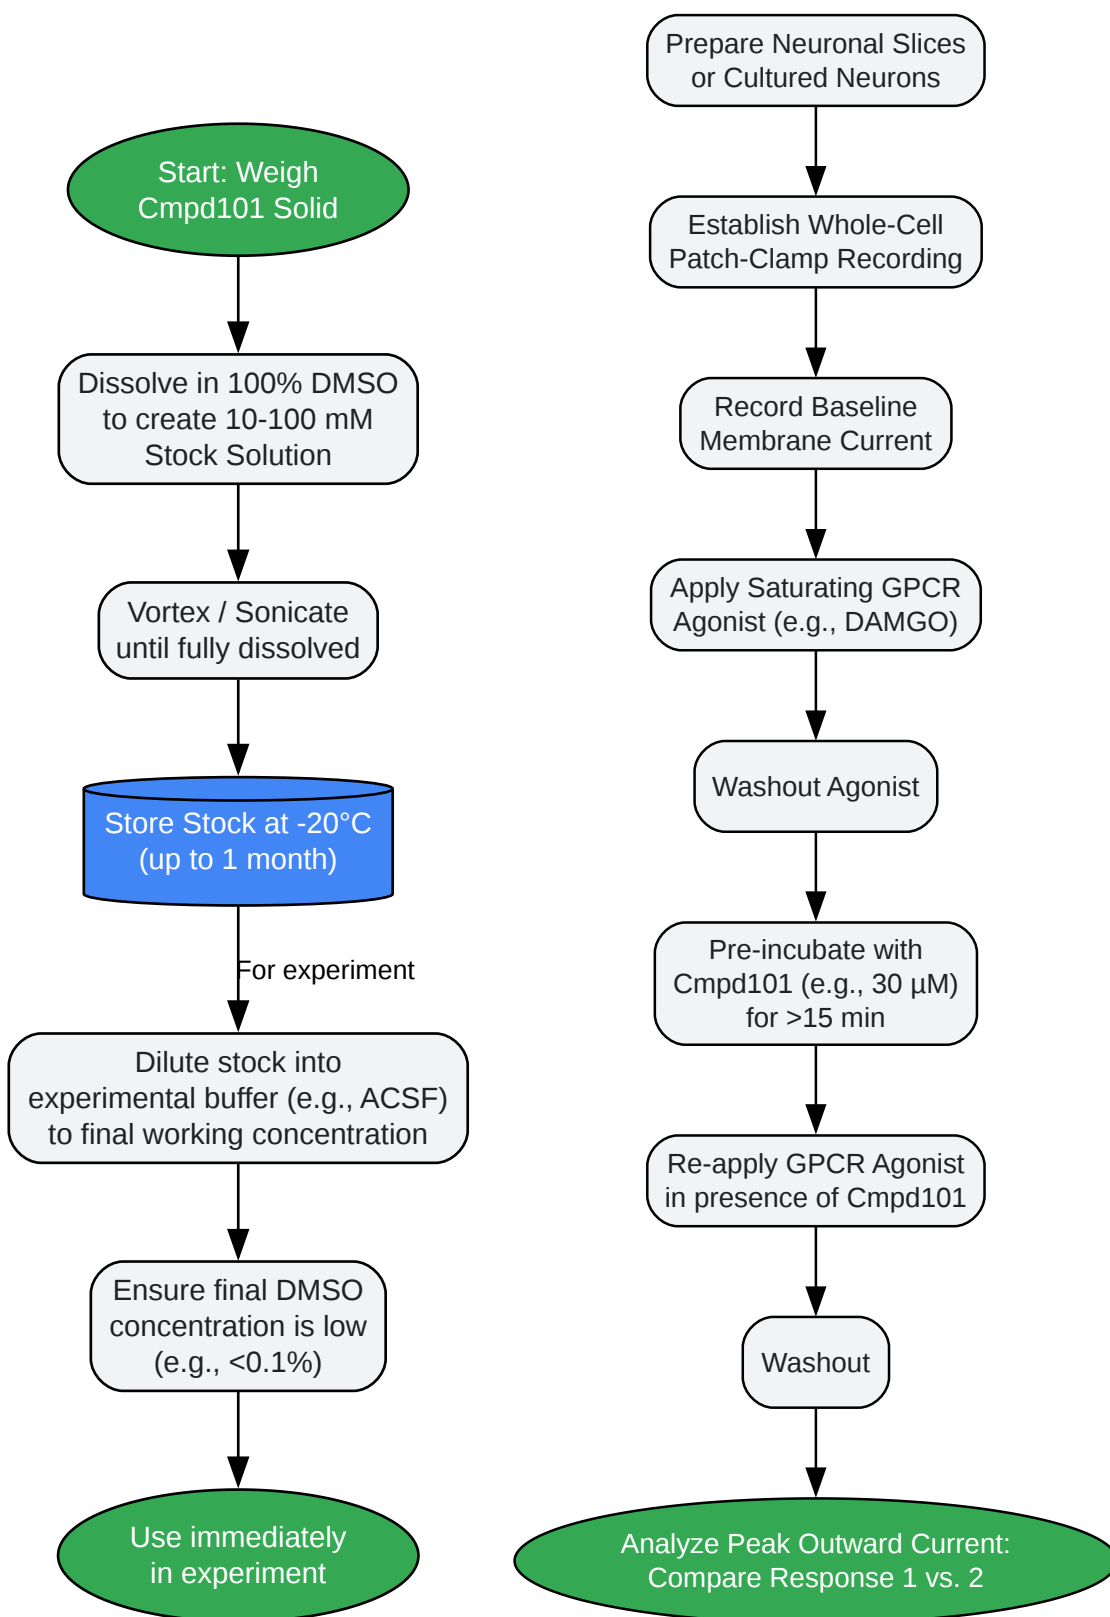 Start: Weigh
Cmpd101 Solid
Dissolve in 100% DMSO
to create 10-100 mM
Stock Solution
Vortex / Sonicate
until fully dissolved
Store Stock at -20°C
(up to 1 month)
For experiment
Dilute stock into
experimental buffer (e.g., ACSF)
to final working concentration
Ensure final DMSO
concentration is low
(e.g., <0.1%)
Use immediately
in experiment
Prepare Neuronal Slices
or Cultured Neurons
Establish Whole-Cell
Patch-Clamp Recording
Record Baseline
Membrane Current
Apply Saturating GPCR
Agonist (e.g., DAMGO)
Washout Agonist
Pre-incubate with
Cmpd101 (e.g., 30 µM)
for >15 min
Re-apply GPCR Agonist
in presence of Cmpd101
Washout
Analyze Peak Outward Current:
Compare Response 1 vs. 2